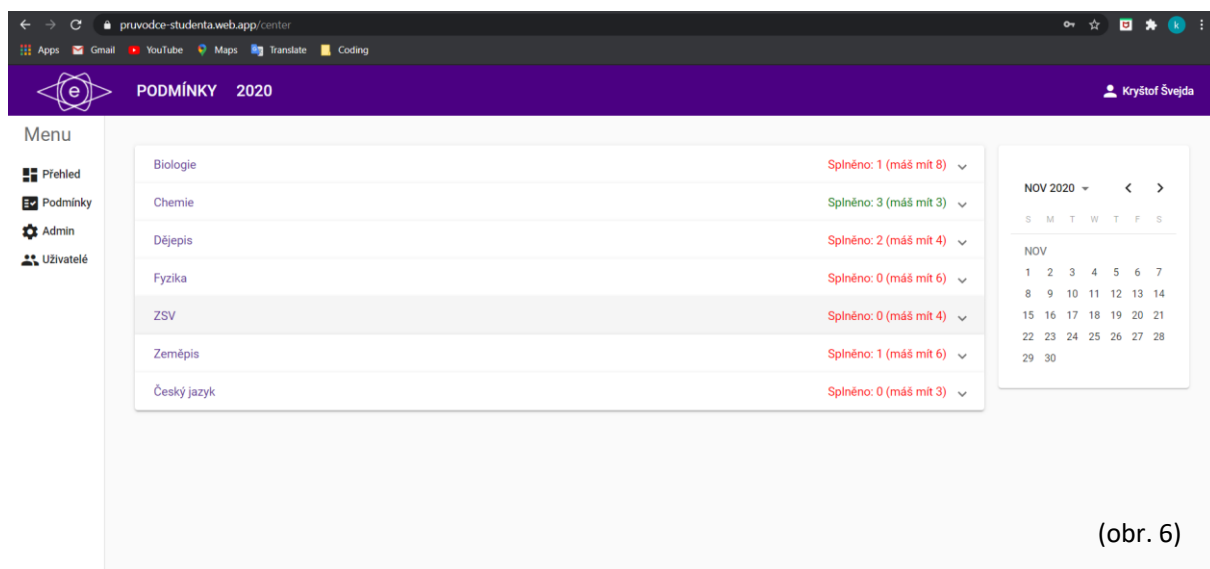 pruvodce-studenta.web.app/center
k
Apps Gmail YouTube Maps Translate Coding
e PODMÍNKY 2020 Kryštof Švejda
Menu
Přehled
Podmínky
Admin
Uživatelé
Biologie Splněno: 1 (máš mít 8)
Chemie Splněno: 3 (máš mít 3)
Dějepis Splněno: 2 (máš mít 4)
Fyzika Splněno: 0 (máš mít 6)
ZSV Splněno: 0 (máš mít 4)
Zeměpis Splněno: 1 (máš mít 6)
Český jazyk Splněno: 0 (máš mít 3)
NOV 2020
S M T W T F S
NOV
1 2 3 4 5 6 7
8 9 10 11 12 13 14
15 16 17 18 19 20 21
22 23 24 25 26 27 28
29 30
(obr. 6)